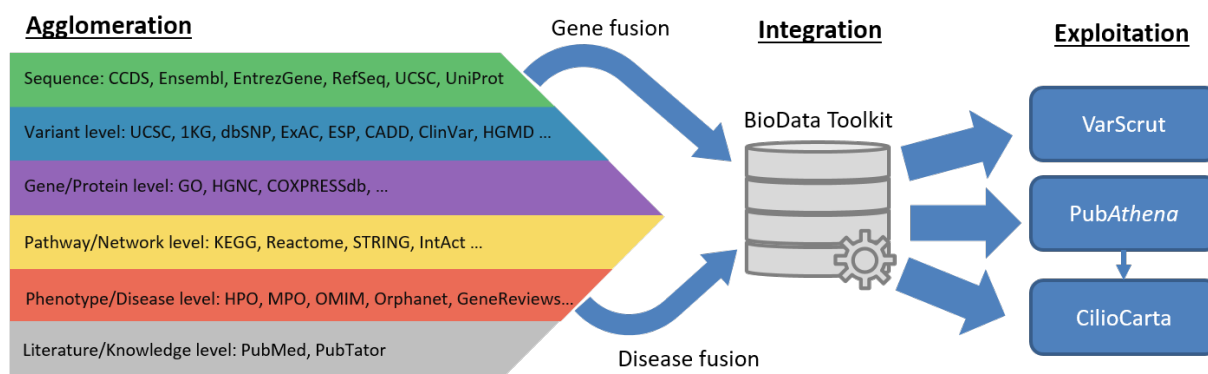 Agglomeration
Gene fusion
Integration
Exploitation
Sequence: CCDS, Ensembl, EntrezGene, RefSeq, UCSC, UniProt
Variant level: UCSC, 1KG, dbSNP, ExAC, ESP, CADD, ClinVar, HGMD ...
Gene/Protein level: GO, HGNC, COXPRESSdb, ...
Pathway/Network level: KEGG, Reactome, STRING, IntAct ...
Phenotype/Disease level: HPO, MPO, OMIM, Orphanet, GeneReviews...
Literature/Knowledge level: PubMed, PubTator
Disease fusion
BioData Toolkit
VarScrut
PubAthena
CilioCarta